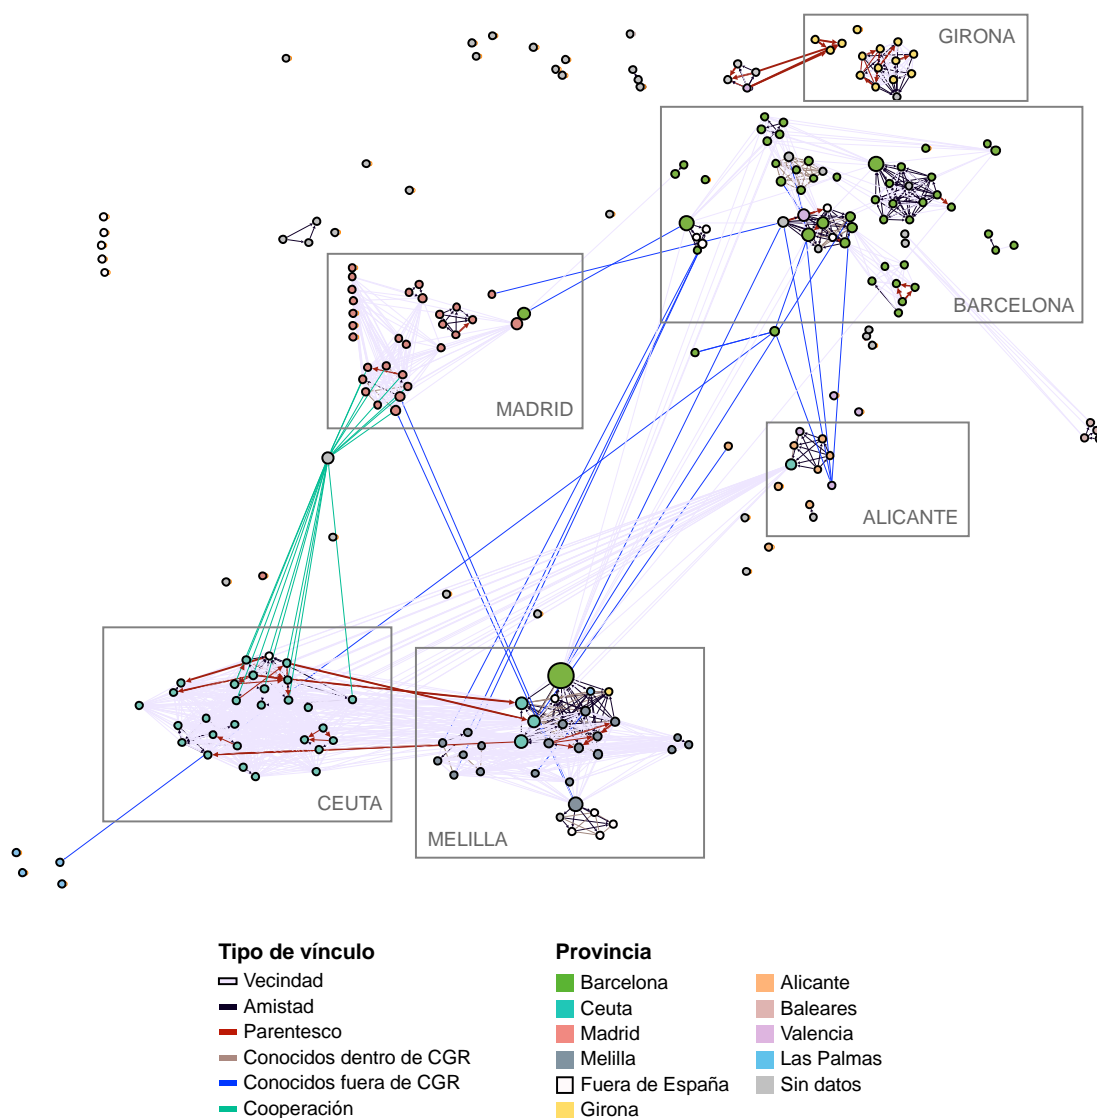 GIRONA
BARCELONA
MADRID
ALICANTE
CEUTA
MELILLA
Tipo de vínculo
Vecindad
Amistad
Parentesco
Conocidos dentro de CGR
Conocidos fuera de CGR
Cooperación
Provincia
Barcelona
Ceuta
Madrid
Melilla
Fuera de España
Girona
Alicante
Baleares
Valencia
Las Palmas
Sin datos